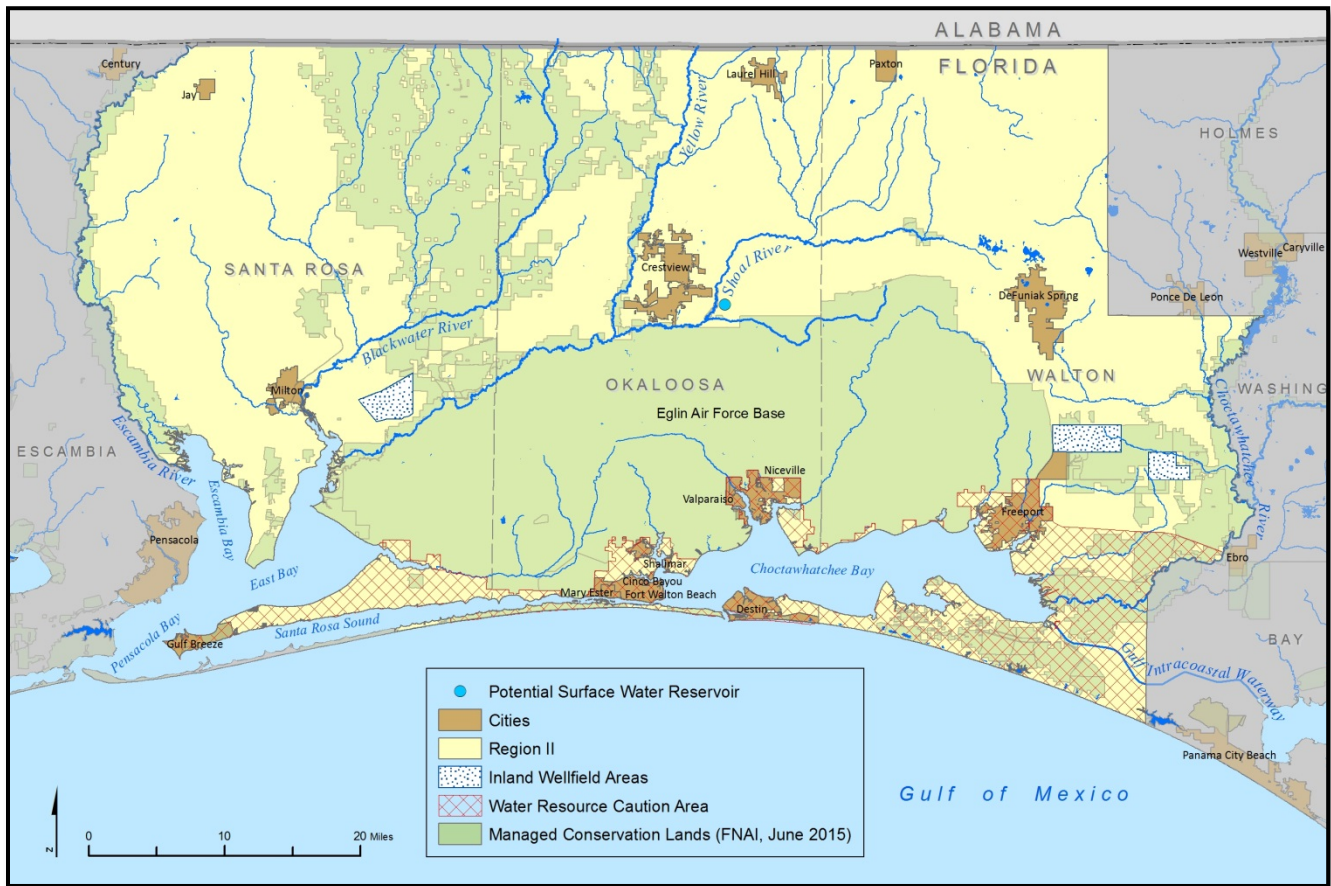 ALABAMA
FLORIDA
Century
Jay
Laurel Hill
Paxton
Yellow River
HOLMES
Westville
Caryville
SANTA ROSA
Crestview
Shoal River
DeFuniak Spring
Ponce De Leon
Blackwater River
Milton
OKALOOSA
WALTON
Eglin Air Force Base
WASHING
Choctawhatchee River
ESCAMBIA
Escambia River
Escambia Bay
Niceville
Valparaiso
Freeport
Pensacola
East Bay
Shalimar
Cinco Bayou
Mary Ester
Fort Walton Beach
Choctawhatchee Bay
Ebro
Destin
Santa Rosa Sound
Gulf Breeze
Pensacola Bay
BAY
Gulf Intracoastal Waterway
Panama City Beach
Gulf of Mexico
Potential Surface Water Reservoir
Cities
Region II
Inland Wellfield Areas
Water Resource Caution Area
Managed Conservation Lands (FNAI, June 2015)
N
0 10 20 Miles